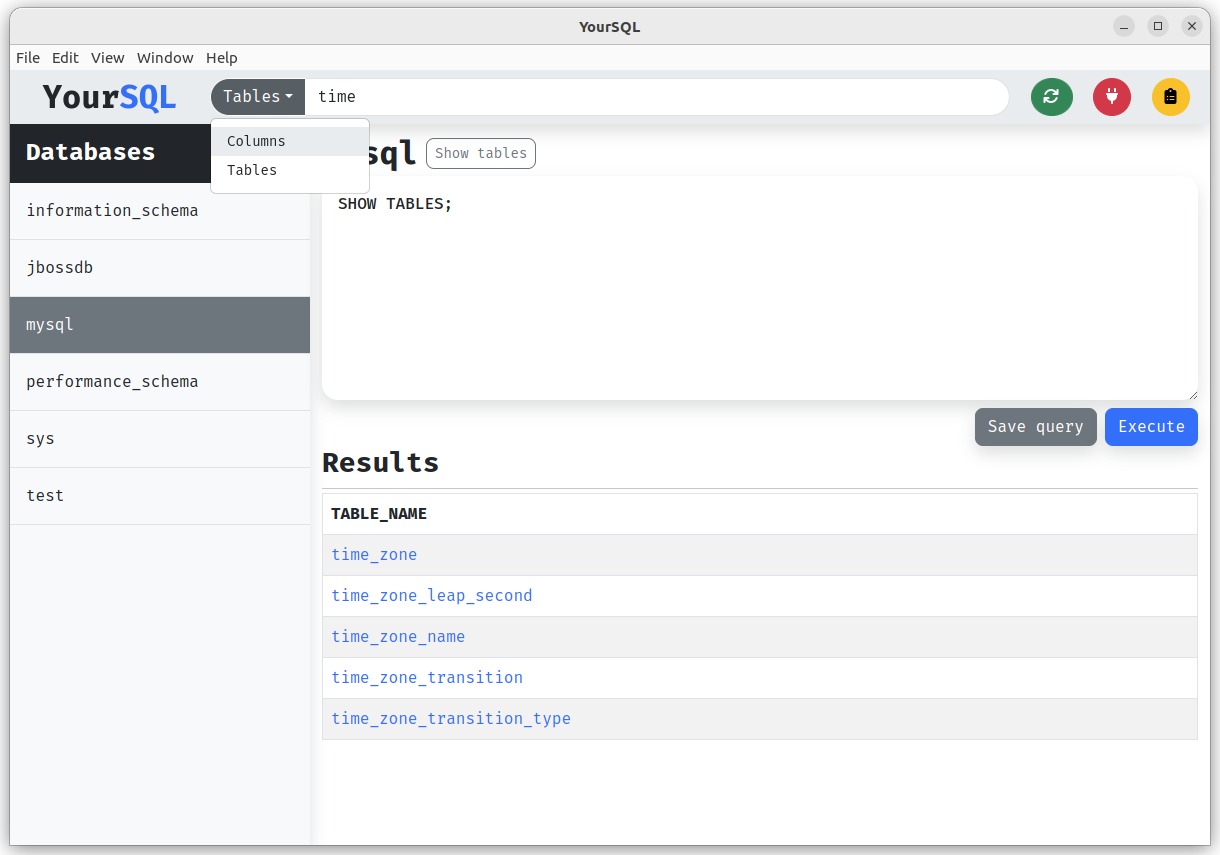 YourSQL
File Edit View Window Help
YourSQL
Tables
time
Columns
Tables
Databases
information_schema
jbossdb
mysql
performance_schema
sys
test
sql
Show tables
SHOW TABLES;
Save query
Execute
Results
TABLE_NAME
time_zone
time_zone_leap_second
time_zone_name
time_zone_transition
time_zone_transition_type